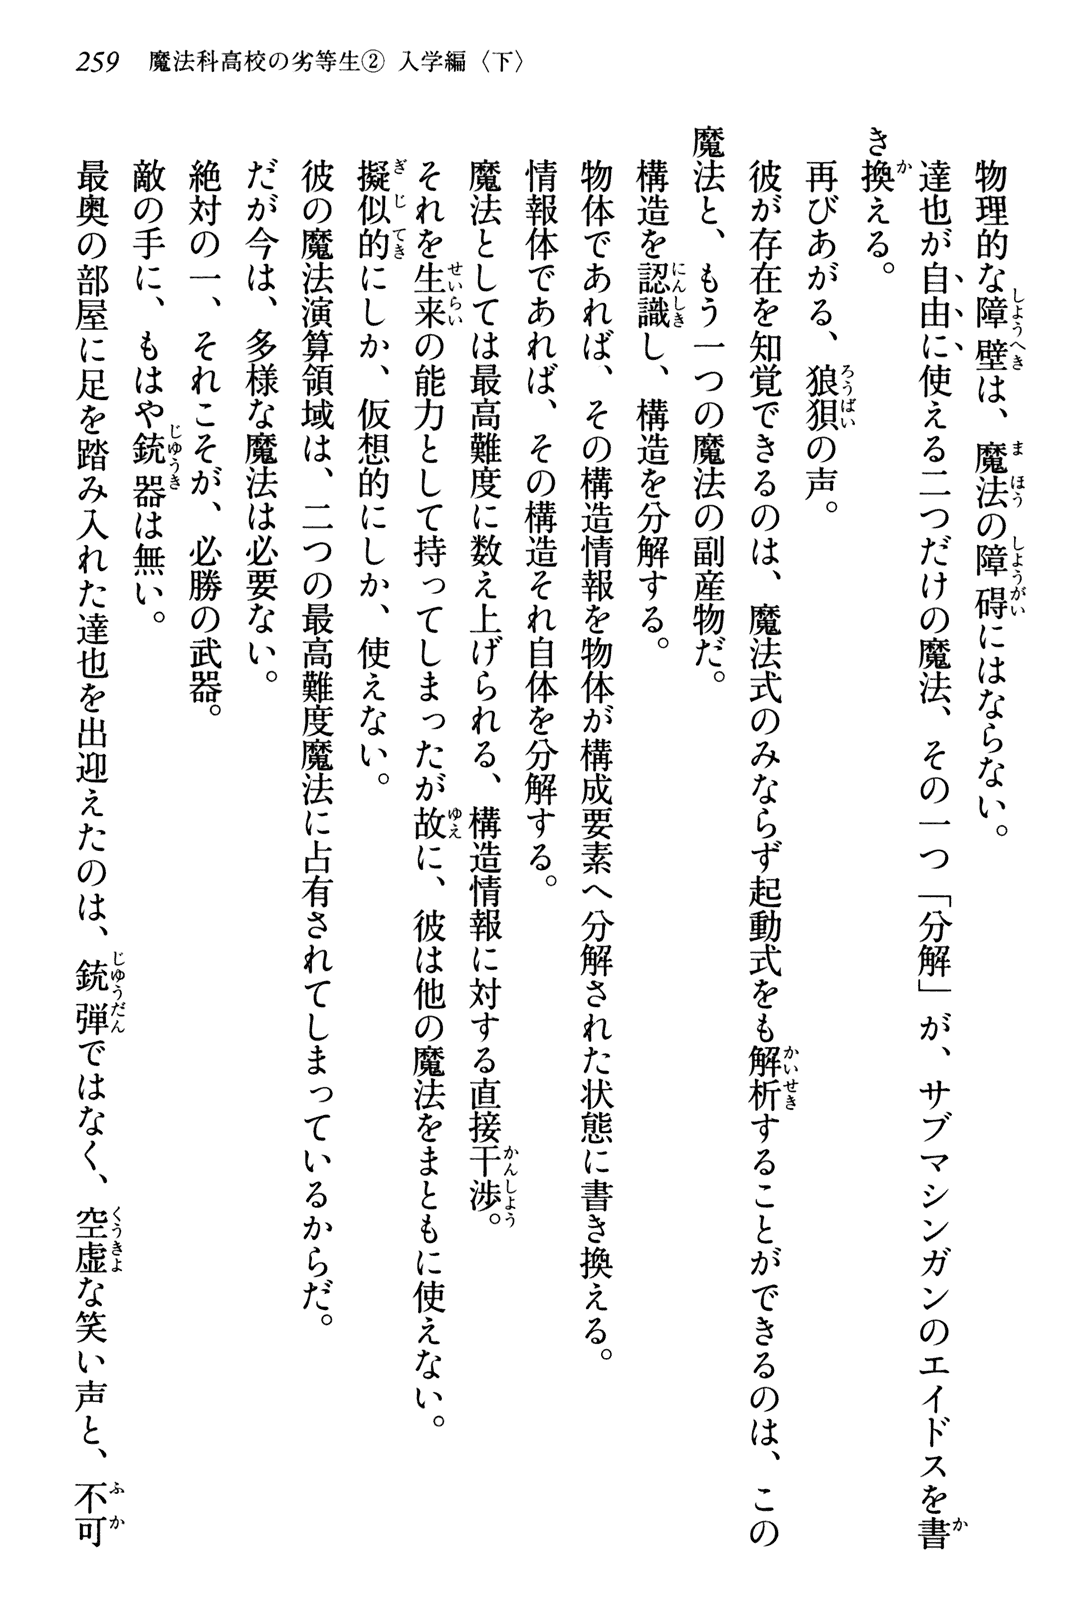 259 魔法科高校の劣等生② 入学編〈下〉
物理的な障壁は、魔法の障碍にはならない。
達也が自由に使える二つだけの魔法、その一つ「分解」が、サブマシンガンのエイドスを書
き換える。
再びあがる、狼狽の声。
彼が存在を知覚できるのは、魔法式のみならず起動式をも解析することができるのは、この
魔法と、もう一つの魔法の副産物だ。
構造を認識し、構造を分解する。
物体であれば、その構造情報を物体が構成要素へ分解された状態に書き換える。
情報体であれば、その構造それ自体を分解する。
魔法としては最高難度に数え上げられる、構造情報に対する直接干渉。
それを生来の能力として持ってしまったが故に、彼は他の魔法をまともに使えない。
擬似的にしか、仮想的にしか、使えない。
彼の魔法演算領域は、二つの最高難度魔法に占有されてしまっているからだ。
だが今は、多様な魔法は必要ない。
絶対の一、それこそが、必勝の武器。
敵の手に、もはや銃器は無い。
最奥の部屋に足を踏み入れた達也を出迎えたのは、銃弾ではなく、空虚な笑い声と、不可